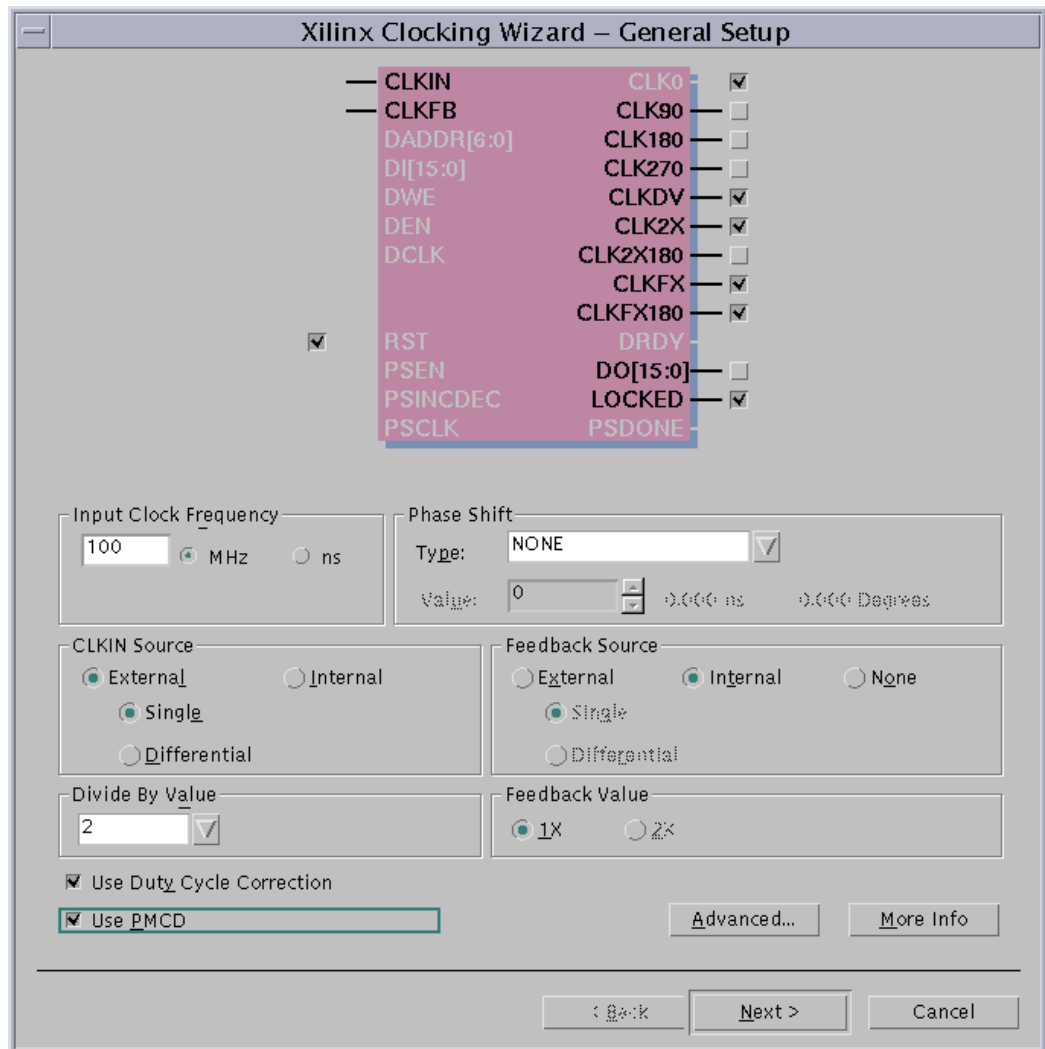 Xilinx Clocking Wizard – General Setup
CLKIN CLK0
CLKFB CLK90
DADDR[6:0] CLK180
DI[15:0] CLK270
DWE CLKDV
DEN CLK2X
DCLK CLK2X180
CLKFX
CLKFX180
RST DRDY
PSEN DO[15:0]
PSINCDEC LOCKED
PSCLK PSDONE
Input Clock Frequency
100 MHz ns
Phase Shift
Type: NONE
Value: 0 0.000 ns 0.000 Degrees
CLKIN Source
External Internal
Single
Differential
Feedback Source
External Internal None
Single
Differential
Divide By Value
2
Feedback Value
1X 2X
Use Duty Cycle Correction
Use PMCD
Advanced... More Info
< Back Next > Cancel